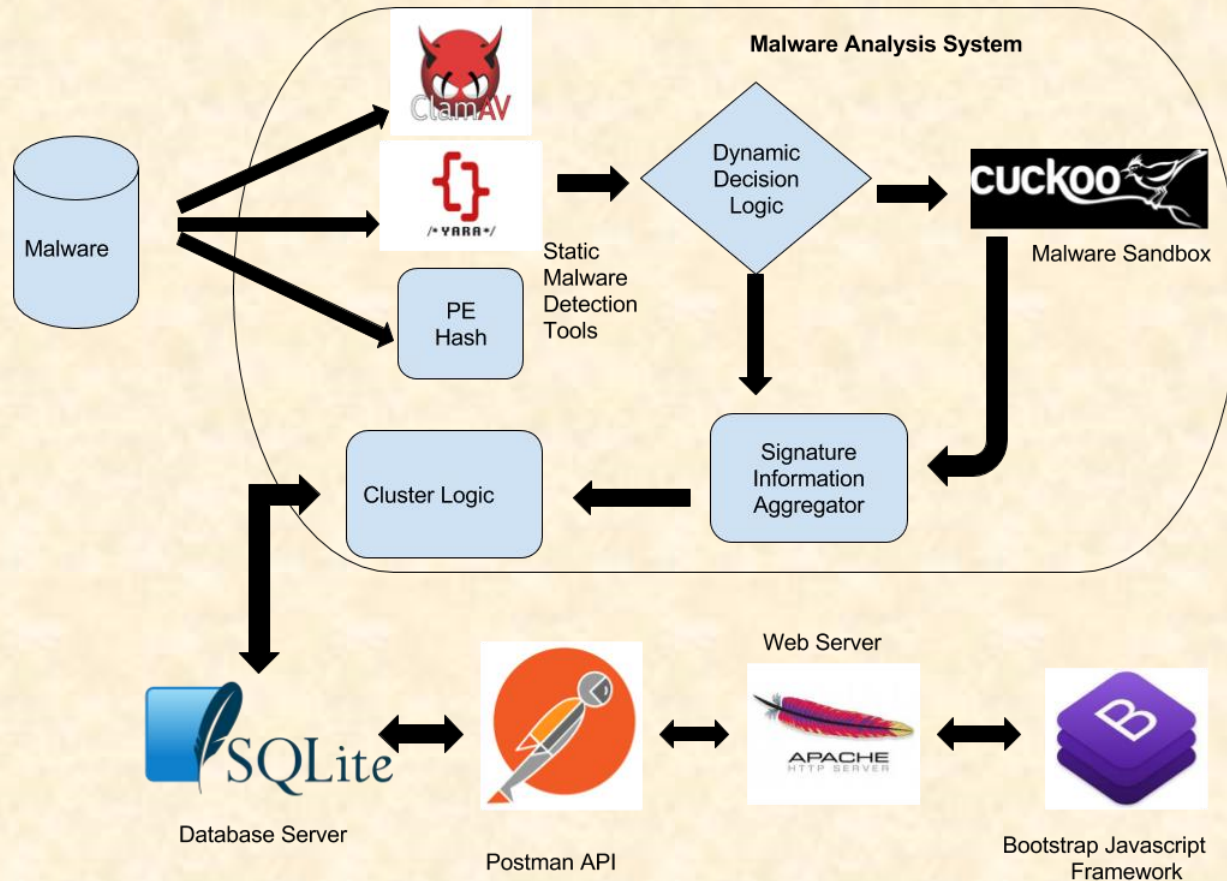 Malware Analysis System
ClamAV
Malware
/* YARA */
Static
Malware
Detection
Tools
PE
Hash
Dynamic
Decision
Logic
cuckoo
Malware Sandbox
Signature
Information
Aggregator
Cluster Logic
SQLite
Database Server
Postman API
Web Server
APACHE
HTTP SERVER
B
Bootstrap Javascript
Framework